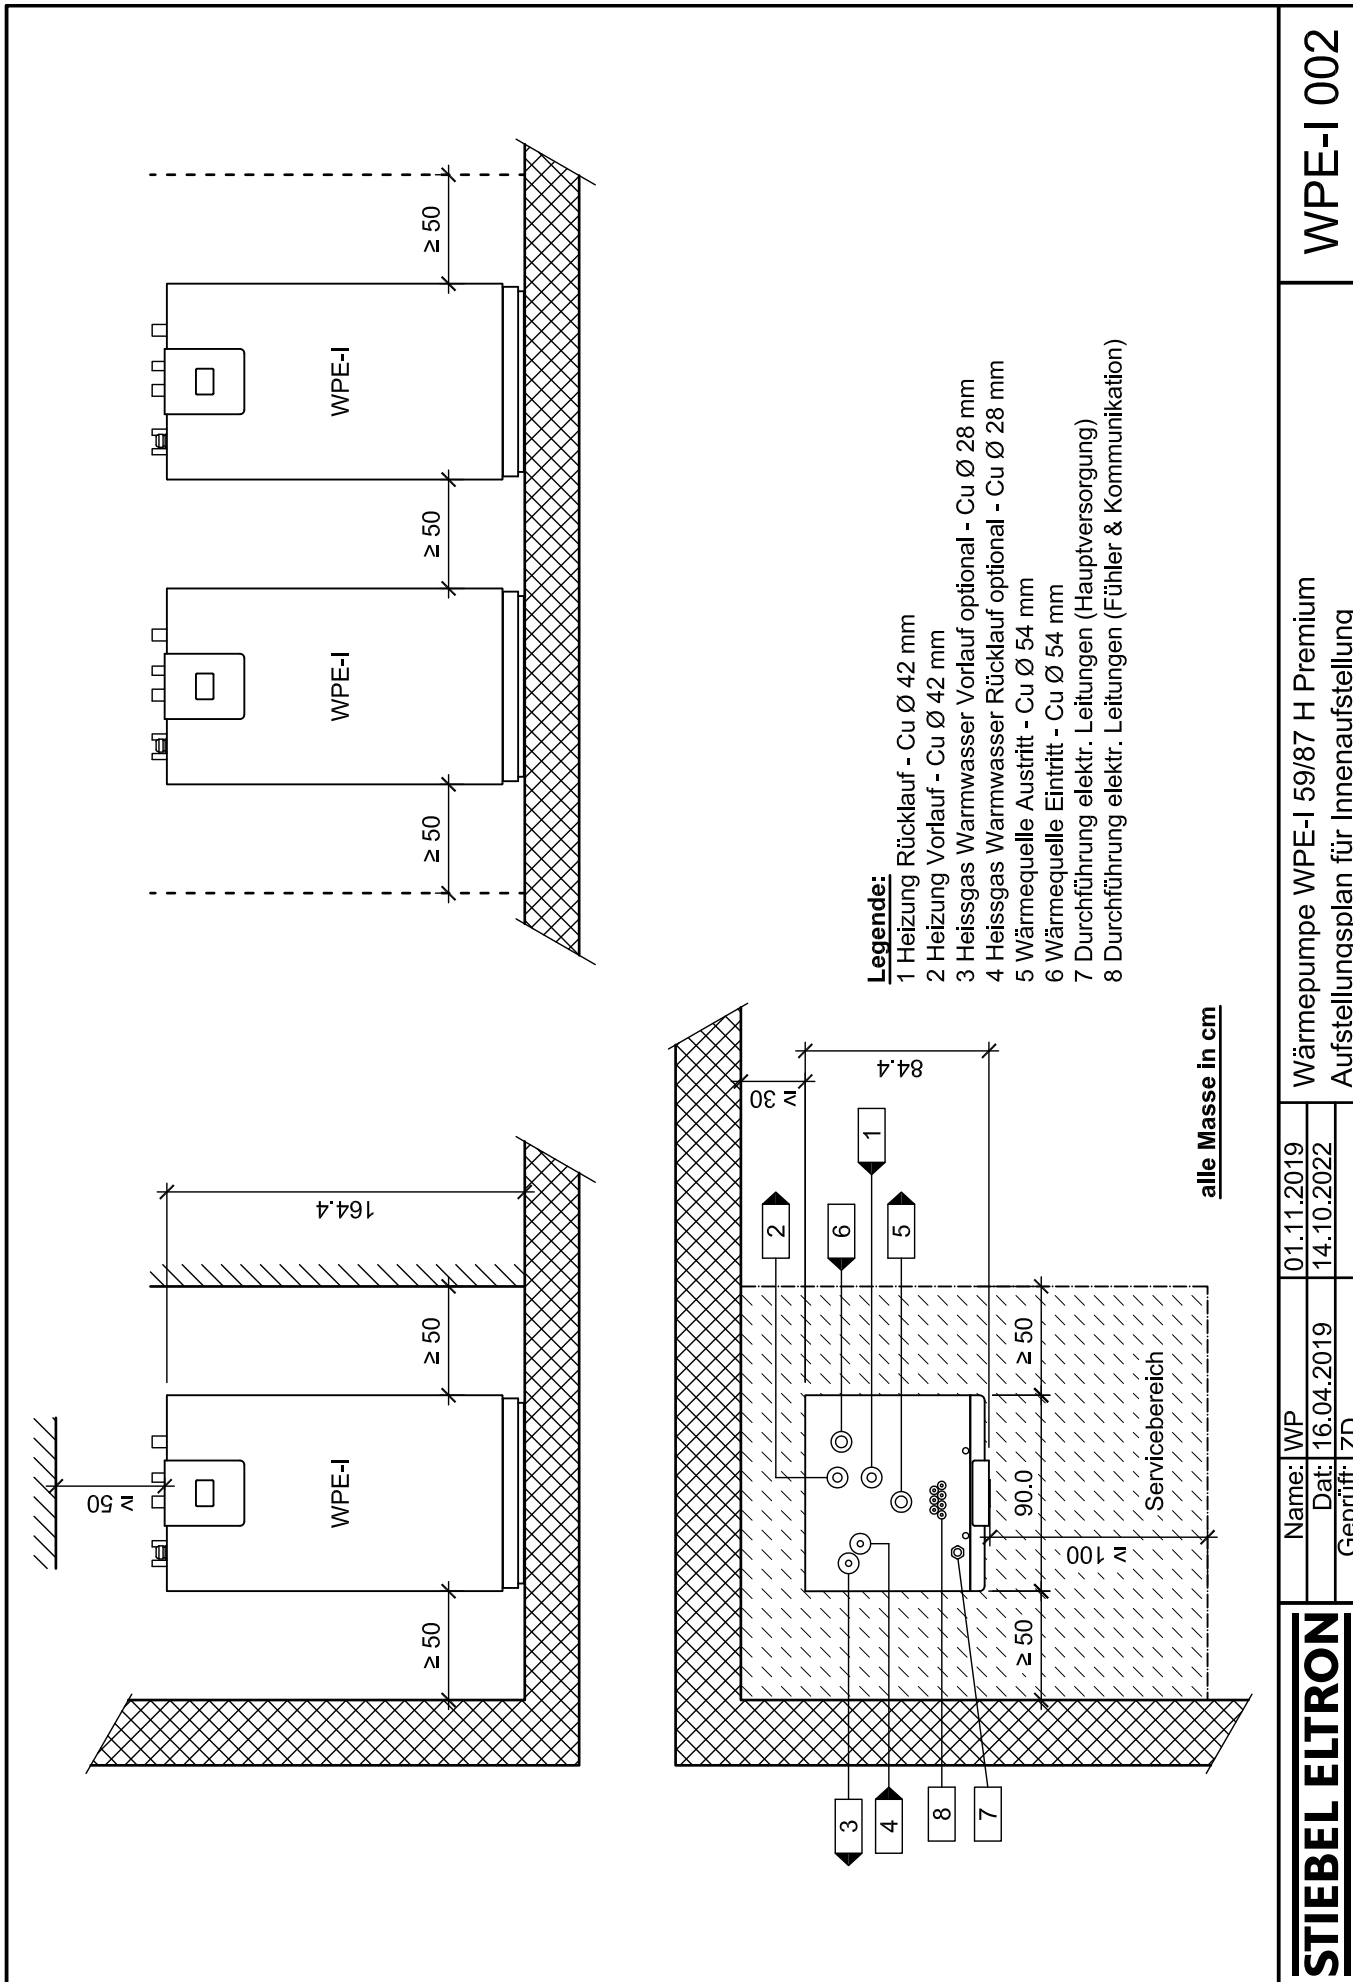 ≥ 50
164.4
≥ 50
WPE-I
≥ 50
≥ 50
WPE-I
≥ 50
WPE-I
≥ 50
≥ 30
84.4
2
6
1
5
3
4
8
7
≥ 50
90.0
≥ 50
≥ 100
Servicebereich
Legende:
1 Heizung Rücklauf - Cu Ø 42 mm
2 Heizung Vorlauf - Cu Ø 42 mm
3 Heissgas Warmwasser Vorlauf optional - Cu Ø 28 mm
4 Heissgas Warmwasser Rücklauf optional - Cu Ø 28 mm
5 Wärmequelle Austritt - Cu Ø 54 mm
6 Wärmequelle Eintritt - Cu Ø 54 mm
7 Durchführung elektr. Leitungen (Hauptversorgung)
8 Durchführung elektr. Leitungen (Fühler & Kommunikation)
alle Masse in cm
STIEBEL ELTRON
Name: WP 01.11.2019
Dat: 16.04.2019 14.10.2022
Geprüft: ZD
Wärmepumpe WPE-I 59/87 H Premium
Aufstellungsplan für Innenaufstellung
WPE-I 002